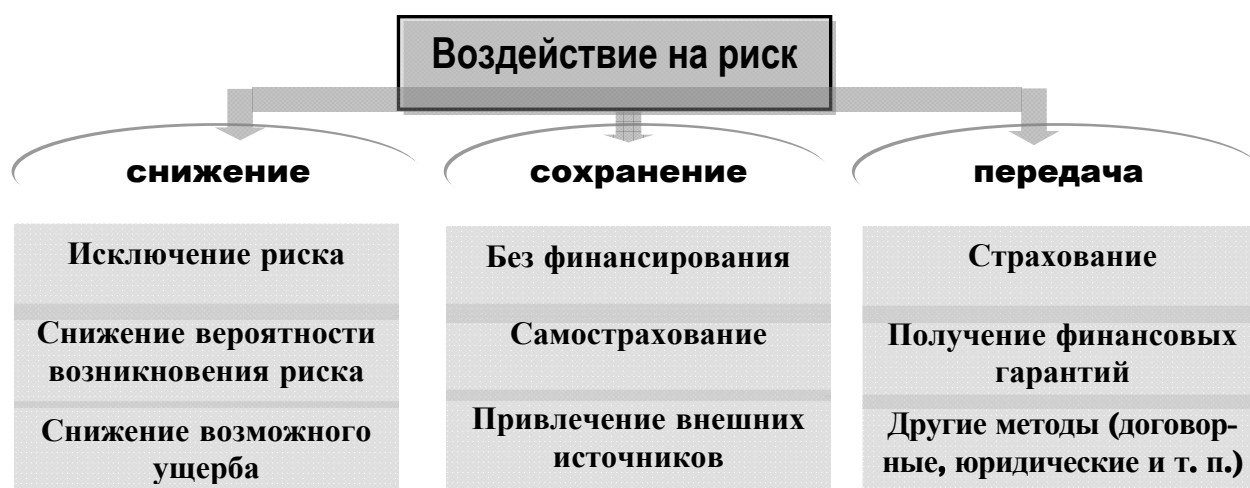 Воздействие на риск
снижение
Исключение риска
Снижение вероятности
возникновения риска
Снижение возможного
ущерба
сохранение
Без финансирования
Самострахование
Привлечение внешних
источников
передача
Страхование
Получение финансовых
гарантий
Другие методы (договор-
ные, юридические и т. п.)